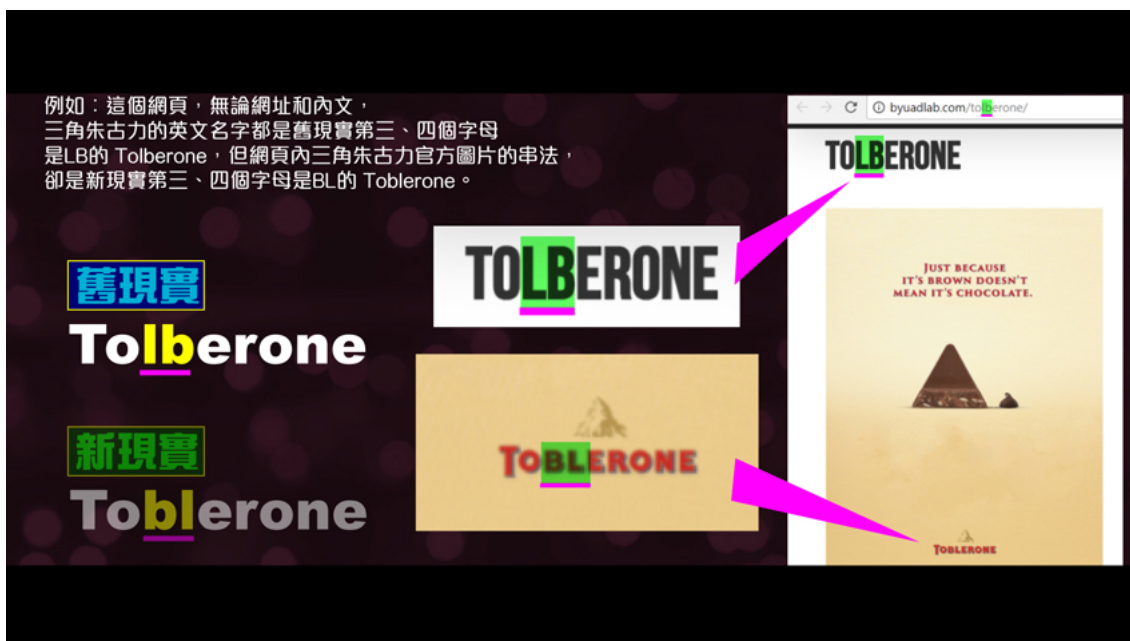 例如：這個網頁，無論網址和內文，
三角朱古力的英文名字都是舊現實第三、四個字母
是LB的 Tolberone，但網頁內三角朱古力官方圖片的串法，
卻是新現實第三、四個字母是BL的 Toblerone。
舊現實
Tolberone
新現實
Toblerone
TOLBERONE
TOBLERONE
byuadlab.com/tolberone/
TOLBERONE
JUST BECAUSE
IT'S BROWN DOESN'T
MEAN IT'S CHOCOLATE.
TOBLERONE